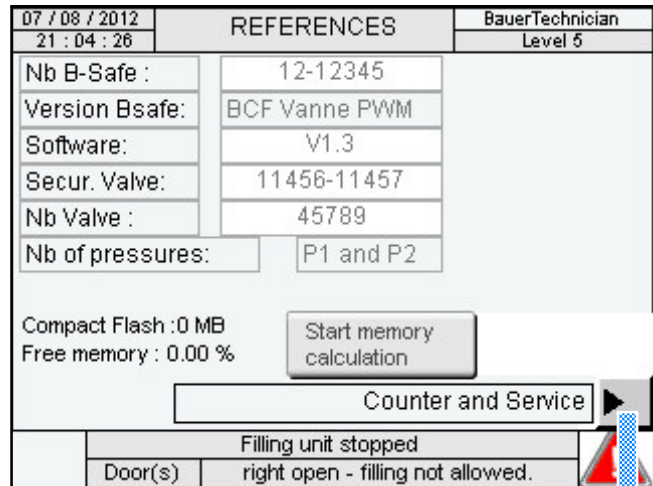 07 / 08 / 2012
REFERENCES
BauerTechnician
21 : 04 : 26
Level 5
Nb B-Safe : 12-12345
Version Bsafe: BCF Vanne PWM
Software: V1.3
Secur. Valve: 11456-11457
Nb Valve : 45789
Nb of pressures: P1 and P2
Compact Flash :0 MB
Free memory : 0.00 %
Start memory
calculation
Counter and Service
Filling unit stopped
Door(s) right open - filling not allowed.